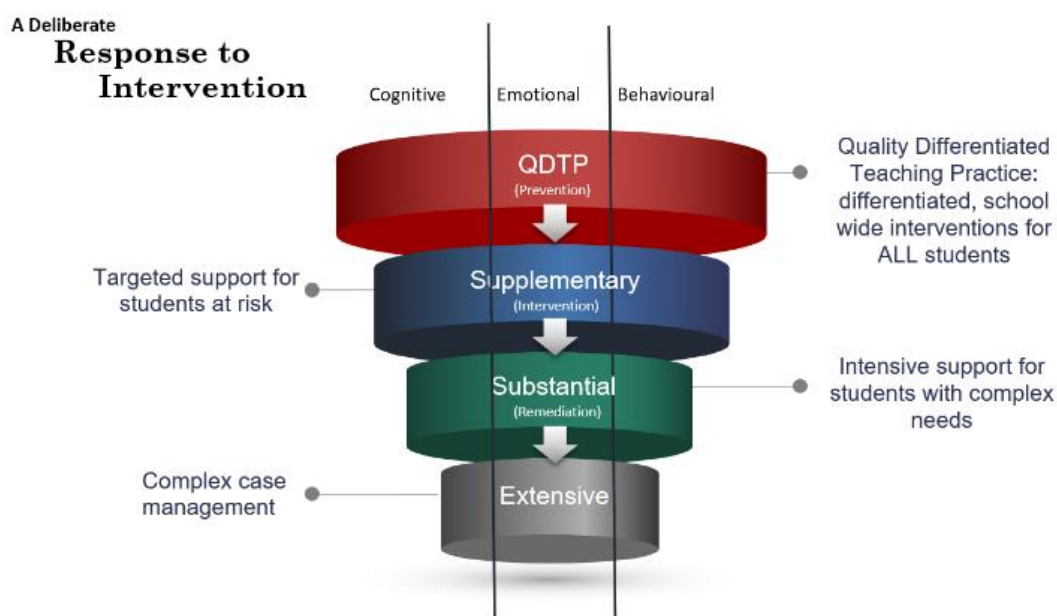 A Deliberate
Response to
Intervention
Cognitive
Emotional
Behavioural
QDTP
(Prevention)
Quality Differentiated
Teaching Practice:
differentiated, school
wide interventions for
ALL students
Supplementary
(Intervention)
Targeted support for
students at risk
Substantial
(Remediation)
Intensive support for
students with complex
needs
Extensive
Complex case
management